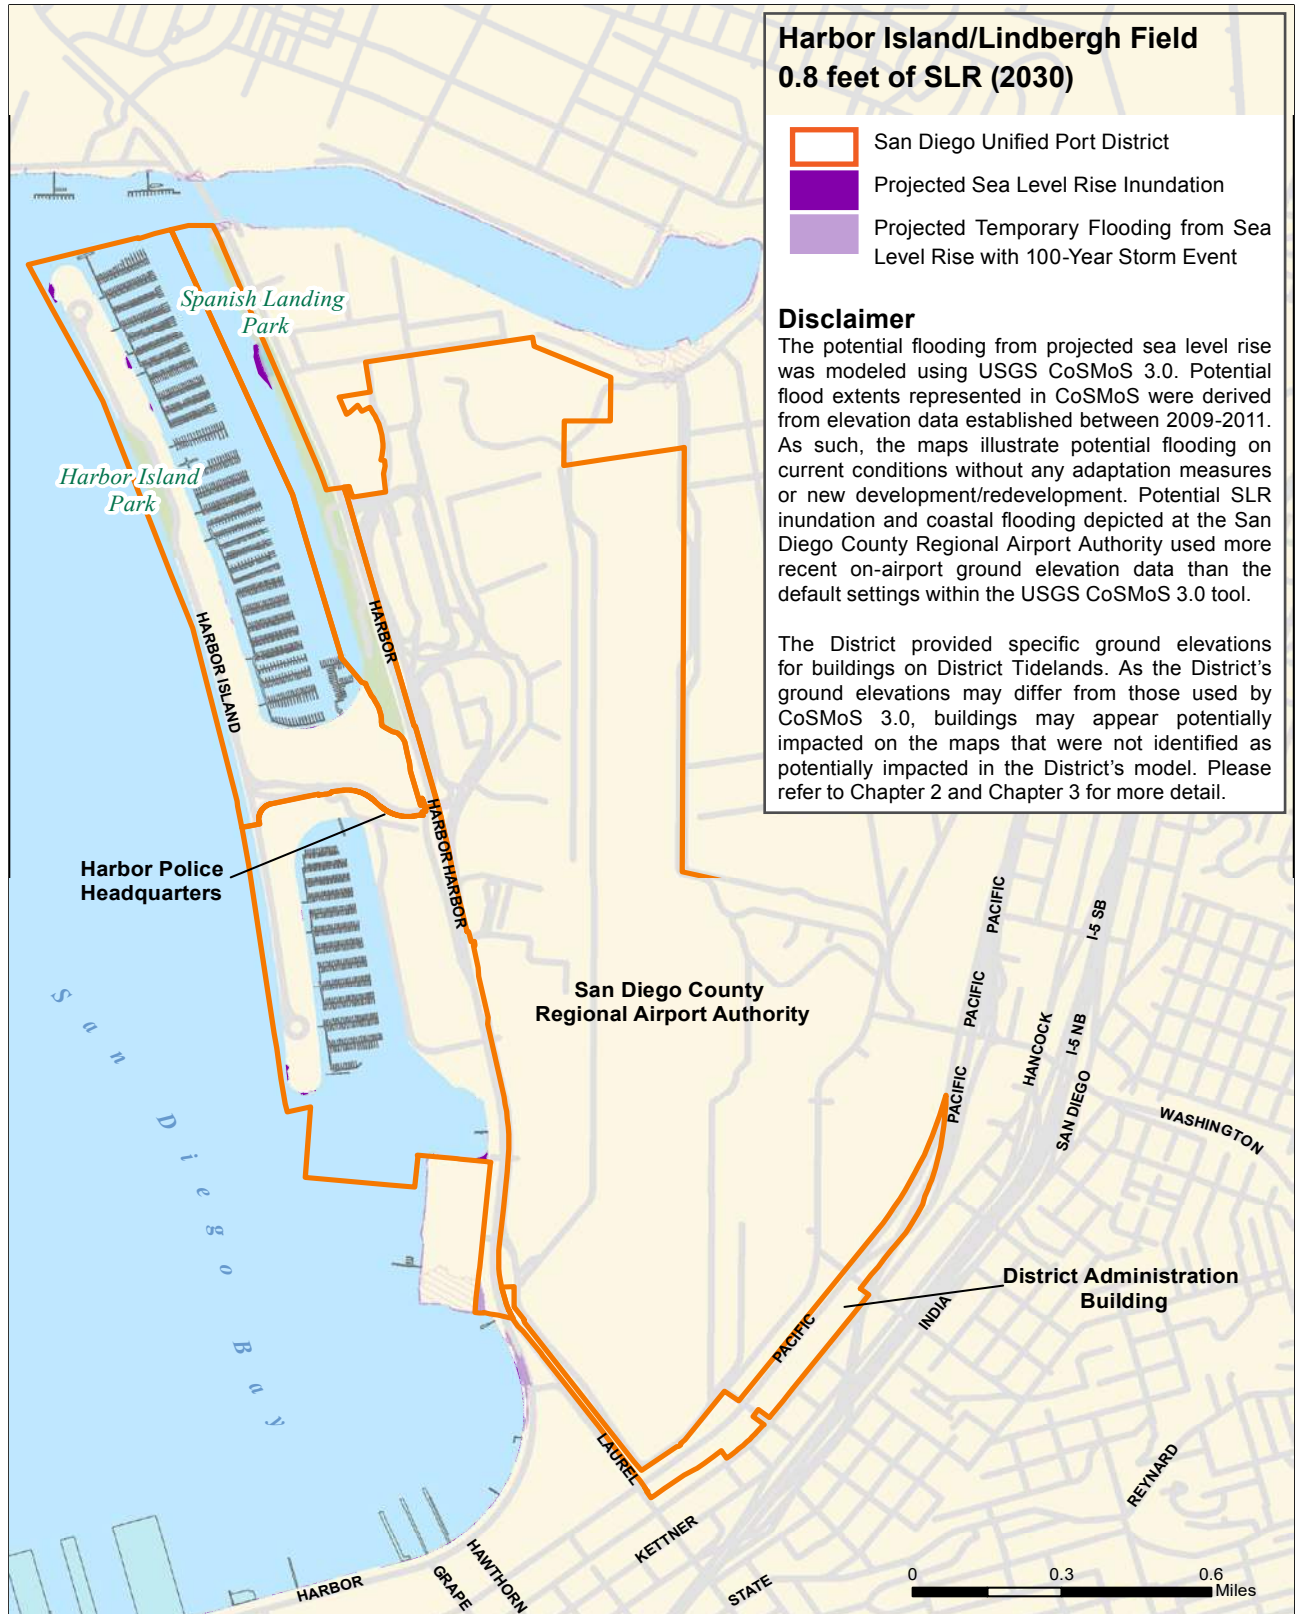 Harbor Island/Lindbergh Field
0.8 feet of SLR (2030)
San Diego Unified Port District
Projected Sea Level Rise Inundation
Projected Temporary Flooding from Sea
Level Rise with 100-Year Storm Event
Disclaimer
The potential flooding from projected sea level rise
was modeled using USGS CoSMoS 3.0. Potential
flood extents represented in CoSMoS were derived
from elevation data established between 2009-2011.
As such, the maps illustrate potential flooding on
current conditions without any adaptation measures
or new development/redevelopment. Potential SLR
inundation and coastal flooding depicted at the San
Diego County Regional Airport Authority used more
recent on-airport ground elevation data than the
default settings within the USGS CoSMoS 3.0 tool.
The District provided specific ground elevations
for buildings on District Tidelands. As the District’s
ground elevations may differ from those used by
CoSMoS 3.0, buildings may appear potentially
impacted on the maps that were not identified as
potentially impacted in the District’s model. Please
refer to Chapter 2 and Chapter 3 for more detail.
Spanish Landing
Park
Harbor Island
Park
HARBOR ISLAND
HARBOR
HARBOR
HARBOR
Harbor Police
Headquarters
San Diego County
Regional Airport Authority
San Diego Bay
PACIFIC
PACIFIC
PACIFIC
I-5 SB
I-5 NB
HANCOCK
SAN DIEGO
WASHINGTON
District Administration
Building
PACIFIC
INDIA
LAUREL
REYNARD
KETTNER
HAWTHORN
GRAPE
HARBOR
STATE
0 0.3 0.6
Miles